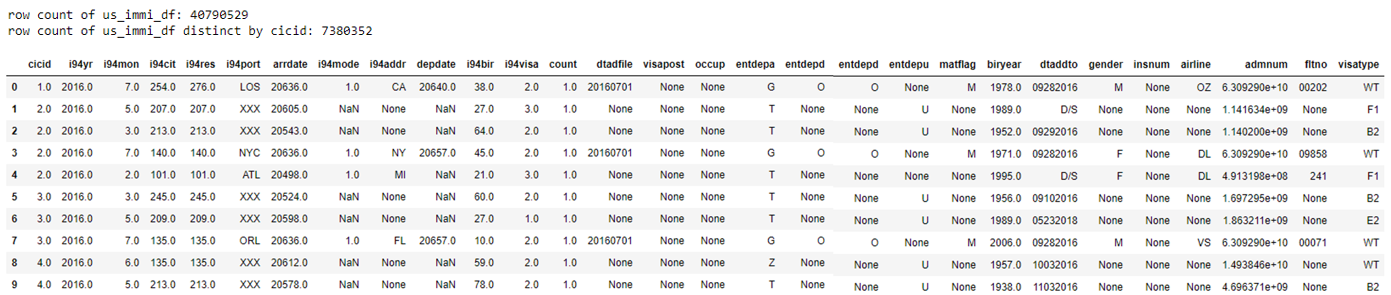 row count of us_immi_df: 40790529
row count of us_immi_df distinct by cicid: 7380352
cicid i94yr i94mon i94cit i94res i94port arrdate i94mode i94addr depdate i94bir i94visa count dtadfile visapost occup entdepa entdepd entdepd entdepu matflag biryear dtaddto gender insnum airline admnum fltno visatype
0 1.0 2016.0 7.0 254.0 276.0 LOS 20636.0 1.0 CA 20640.0 38.0 2.0 1.0 20160701 None None G O O None M 1978.0 09282016 M None OZ 6.309290e+10 00202 WT
1 2.0 2016.0 5.0 207.0 207.0 XXX 20605.0 NaN None NaN 27.0 3.0 1.0 None None None T None None U None 1989.0 D/S None None None 1.141634e+09 None F1
2 2.0 2016.0 3.0 213.0 213.0 XXX 20543.0 NaN None NaN 64.0 2.0 1.0 None None None T None None U None 1952.0 09292016 None None None 1.140200e+09 None B2
3 2.0 2016.0 7.0 140.0 140.0 NYC 20636.0 1.0 NY 20657.0 45.0 2.0 1.0 20160701 None None G O O None M 1971.0 09282016 F None DL 6.309290e+10 09858 WT
4 2.0 2016.0 2.0 101.0 101.0 ATL 20498.0 1.0 MI NaN 21.0 3.0 1.0 None None None T None None None None 1995.0 D/S F None DL 4.913198e+08 241 F1
5 3.0 2016.0 3.0 245.0 245.0 XXX 20524.0 NaN None NaN 60.0 2.0 1.0 None None None T None None U None 1956.0 09102016 None None None 1.697295e+09 None B2
6 3.0 2016.0 5.0 209.0 209.0 XXX 20598.0 NaN None NaN 27.0 1.0 1.0 None None None T None None U None 1989.0 05232018 None None None 1.863211e+09 None E2
7 3.0 2016.0 7.0 135.0 135.0 ORL 20636.0 1.0 FL 20657.0 10.0 2.0 1.0 20160701 None None G O O None M 2006.0 09282016 M None VS 6.309290e+10 00071 WT
8 4.0 2016.0 6.0 135.0 135.0 XXX 20612.0 NaN None NaN 59.0 2.0 1.0 None None None Z None None U None 1957.0 10032016 None None None 1.493846e+10 None WT
9 4.0 2016.0 5.0 213.0 213.0 XXX 20578.0 NaN None NaN 78.0 2.0 1.0 None None None T None None U None 1938.0 11032016 None None None 4.696371e+09 None B2